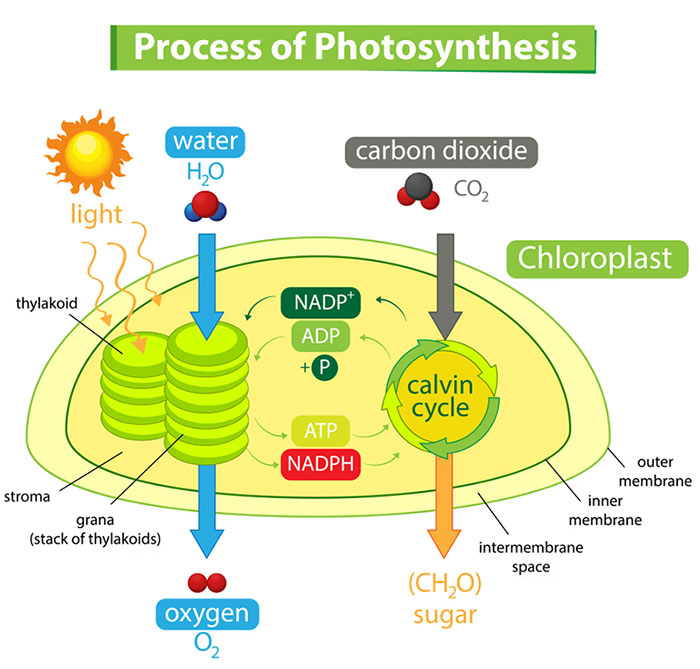 Process of Photosynthesis
water
H₂O
carbon dioxide
CO₂
light
Chloroplast
thylakoid
NADP⁺
ADP
+ P
calvin
cycle
ATP
NADPH
stroma
grana
(stack of thylakoids)
outer
membrane
inner
membrane
intermembrane
space
(CH₂O)
sugar
oxygen
O₂